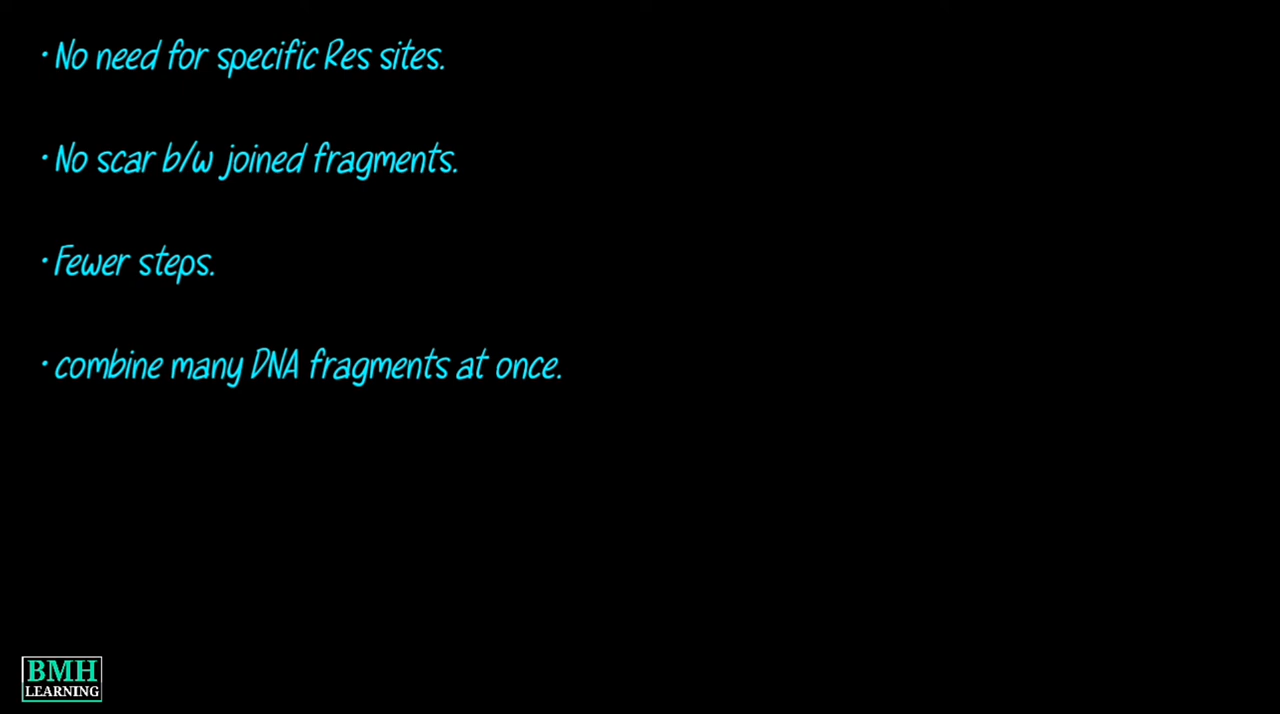 · No need for specific Res sites.
· No scar b/w joined fragments.
· Fewer steps.
· combine many DNA fragments at once.
BMH
LEARNING